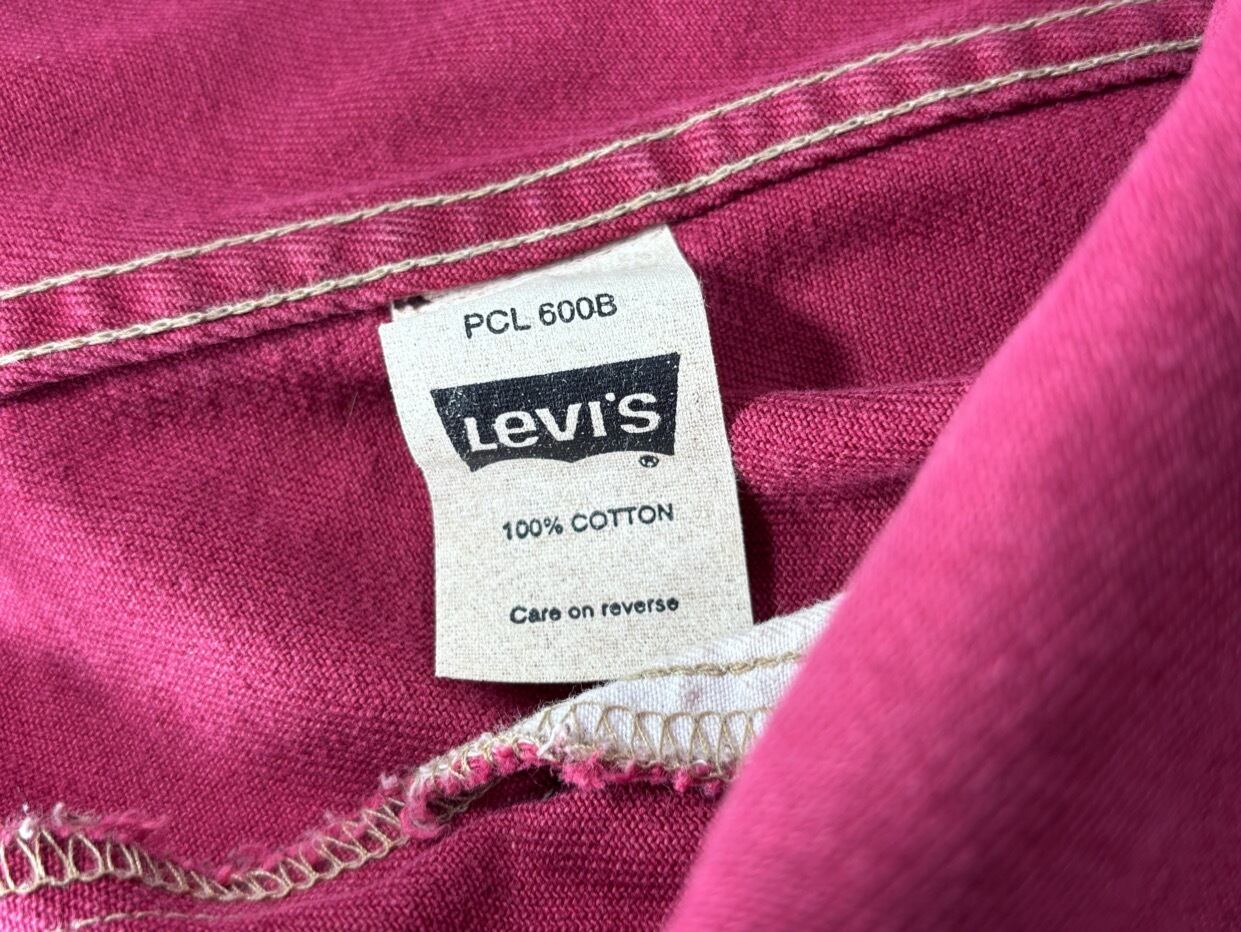 PCL 600B
Levi's
®
100% COTTON
Care on reverse